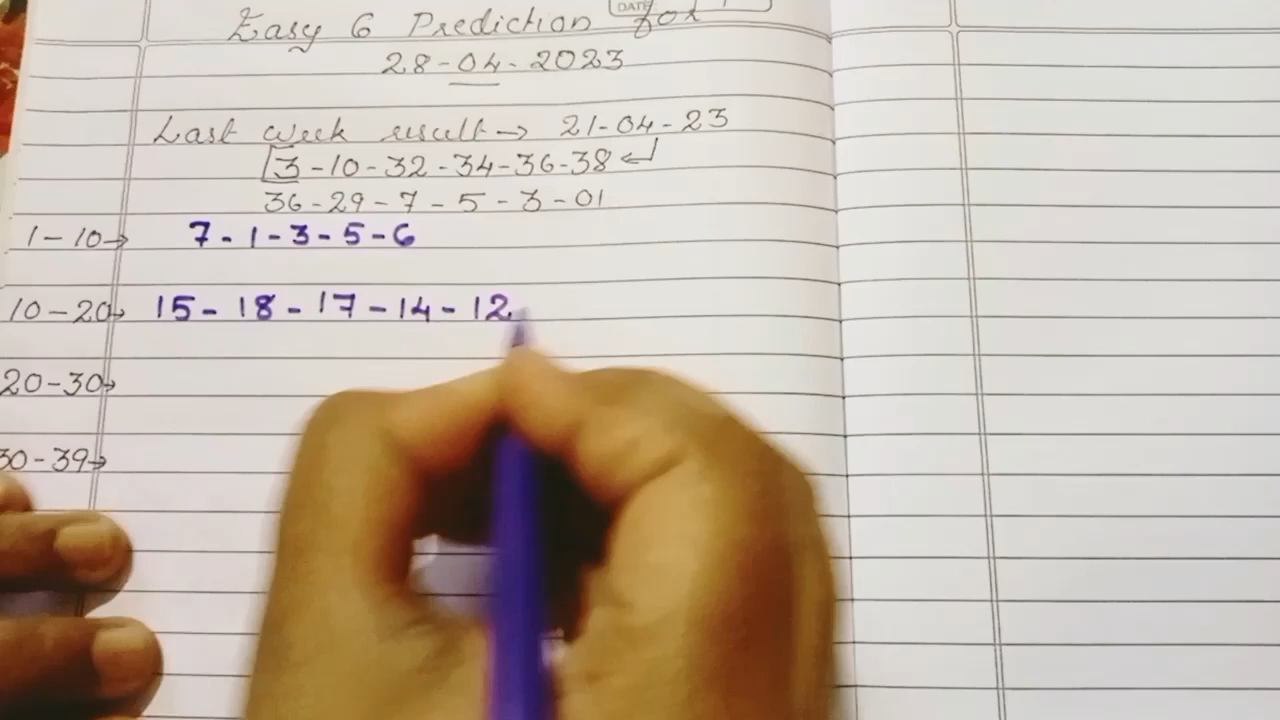 DATE
Easy 6 Prediction for
28-04-2023
Last week result → 21-04-23
3-10-32-34-36-38
36-29-7-5-3-01
1-10→ 7-1-3-5-6
10-20→ 15-18-17-14-12
20-30→
30-39→